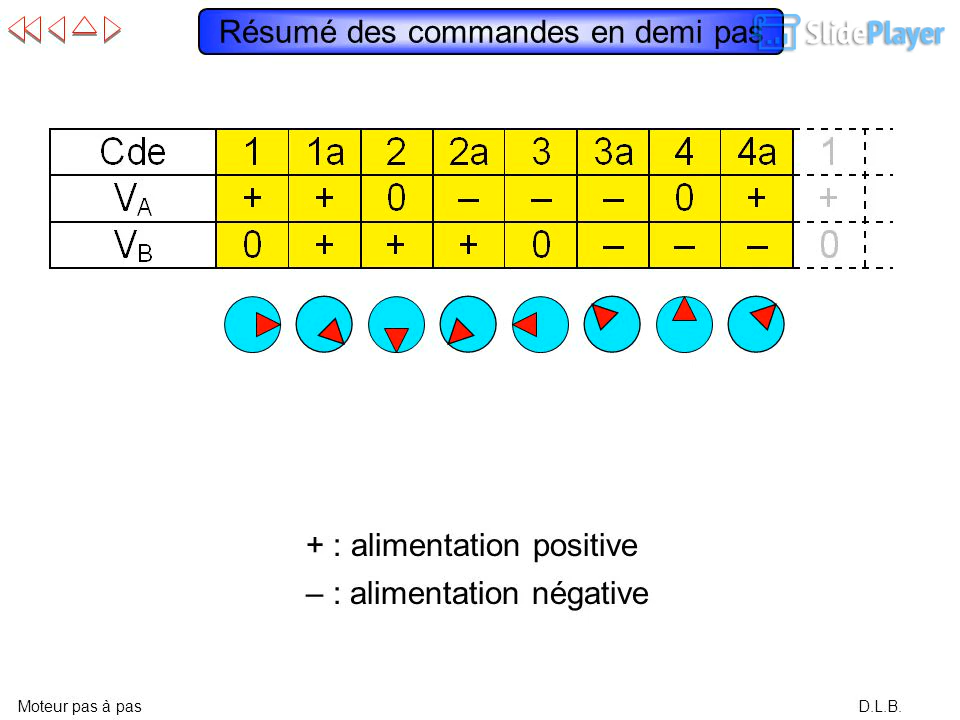 Résumé des commandes en demi pas
SlidePlayer
Cde 1 1a 2 2a 3 3a 4 4a 1
VA + + 0 – – – 0 + +
VB 0 + + + 0 – – – 0
+ : alimentation positive
– : alimentation négative
Moteur pas à pas D.L.B.